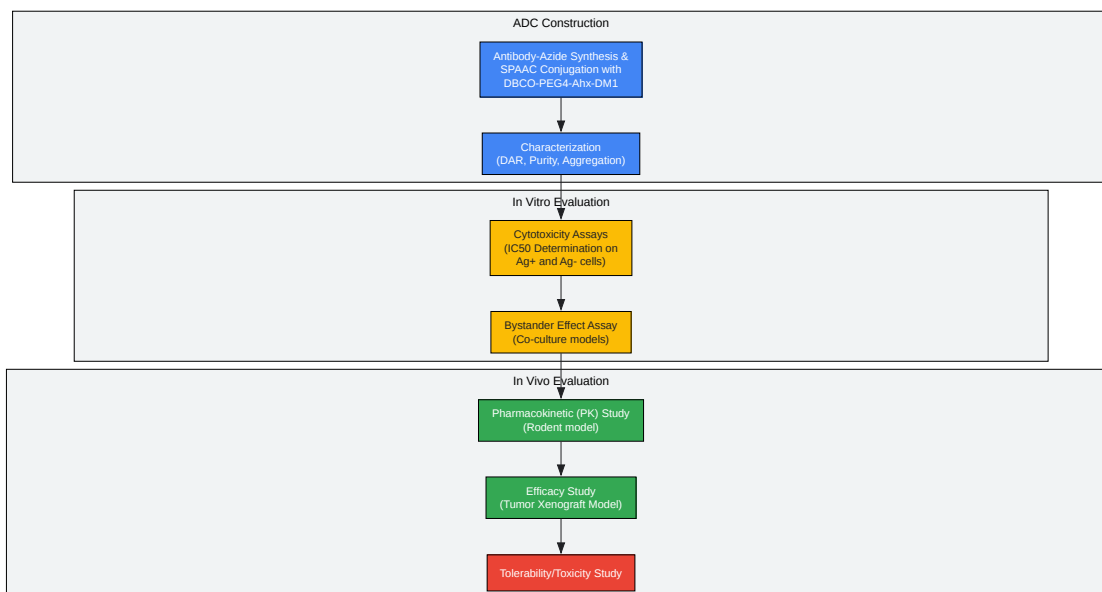 ADC Construction
Antibody-Azide Synthesis &
SPAAC Conjugation with
DBCO-PEG4-Ahx-DM1
Characterization
(DAR, Purity, Aggregation)
In Vitro Evaluation
Cytotoxicity Assays
(IC50 Determination on
Ag+ and Ag- cells)
Bystander Effect Assay
(Co-culture models)
In Vivo Evaluation
Pharmacokinetic (PK) Study
(Rodent model)
Efficacy Study
(Tumor Xenograft Model)
Tolerability/Toxicity Study